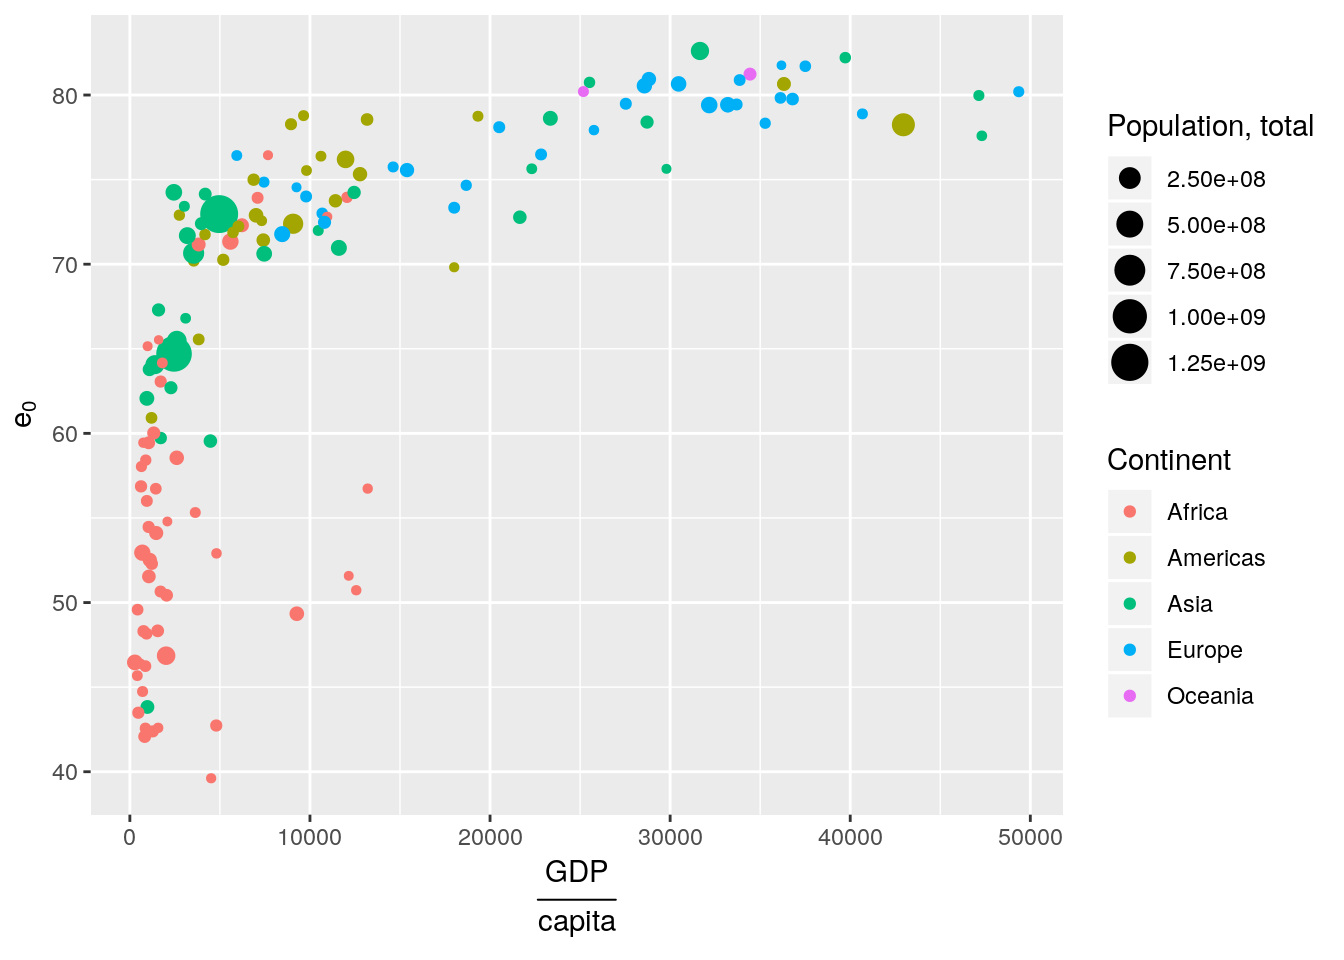 80
70
60
50
40
e₀
0
10000
20000
30000
40000
50000
GDP
capita
Population, total
2.50e+08
5.00e+08
7.50e+08
1.00e+09
1.25e+09
Continent
Africa
Americas
Asia
Europe
Oceania